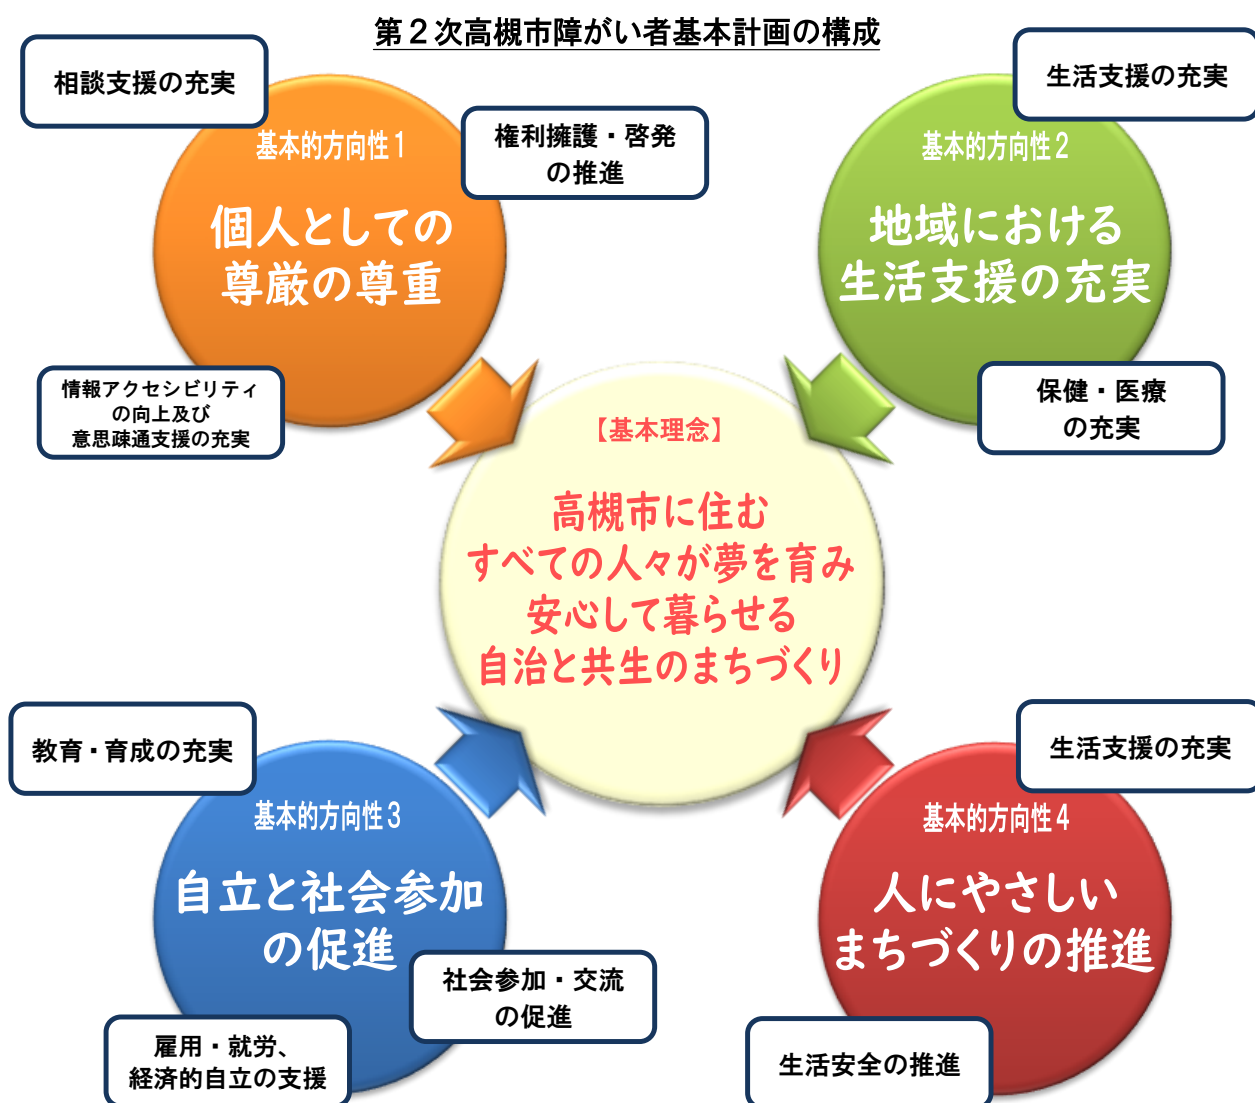 第２次高槻市障がい者基本計画の構成
相談支援の充実
権利擁護・啓発
の推進
基本的方向性１
個人としての
尊厳の尊重
情報アクセシビリティ
の向上及び
意思疎通支援の充実
生活支援の充実
基本的方向性２
地域における
生活支援の充実
保健・医療
の充実
【基本理念】
高槻市に住む
すべての人々が夢を育み
安心して暮らせる
自治と共生のまちづくり
教育・育成の充実
基本的方向性３
自立と社会参加
の促進
社会参加・交流
の促進
雇用・就労、
経済的自立の支援
生活支援の充実
基本的方向性４
人にやさしい
まちづくりの推進
生活安全の推進